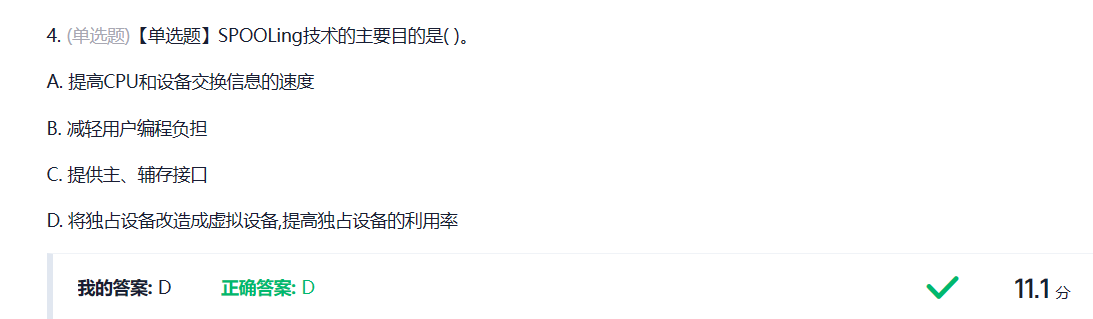 4. (单选题)【单选题】SPOOLing技术的主要目的是( )。
A. 提高CPU和设备交换信息的速度
B. 减轻用户编程负担
C. 提供主、辅存接口
D. 将独占设备改造成虚拟设备,提高独占设备的利用率
我的答案: D 正确答案: D 11.1 分